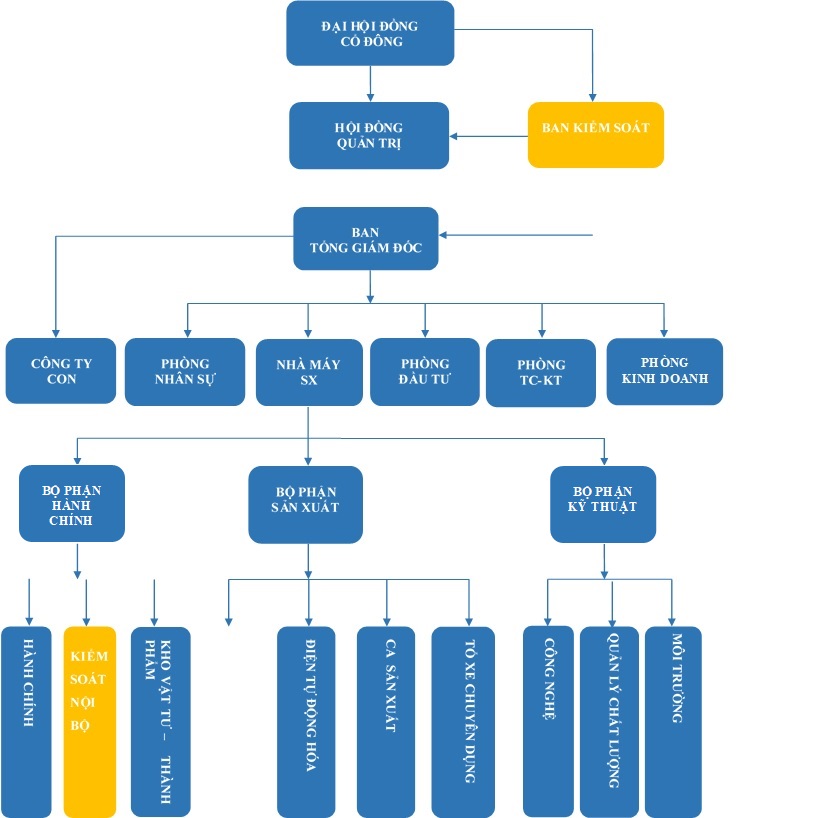 ĐẠI HỘI ĐỒNG
CỔ ĐÔNG
HỘI ĐỒNG
QUẢN TRỊ
BAN KIỂM SOÁT
BAN
TỔNG GIÁM ĐỐC
CÔNG TY
CON
PHÒNG
NHÂN SỰ
NHÀ MÁY
SX
PHÒNG
ĐẦU TƯ
PHÒNG
TC-KT
PHÒNG
KINH DOANH
BỘ PHẬN
HÀNH
CHÍNH
BỘ PHẬN
SẢN XUẤT
BỘ PHẬN
KỸ THUẬT
HÀNH CHÍNH
KIỂM
SOÁT
NỘI
BỘ
KHO VẬT TƯ – THÀNH
PHẨM
ĐIỆN TỰ ĐỘNG HÓA
CA SẢN XUẤT
TỔ XE CHUYÊN DỤNG
CÔNG NGHỆ
QUẢN LÝ CHẤT LƯỢNG
MÔI TRƯỜNG